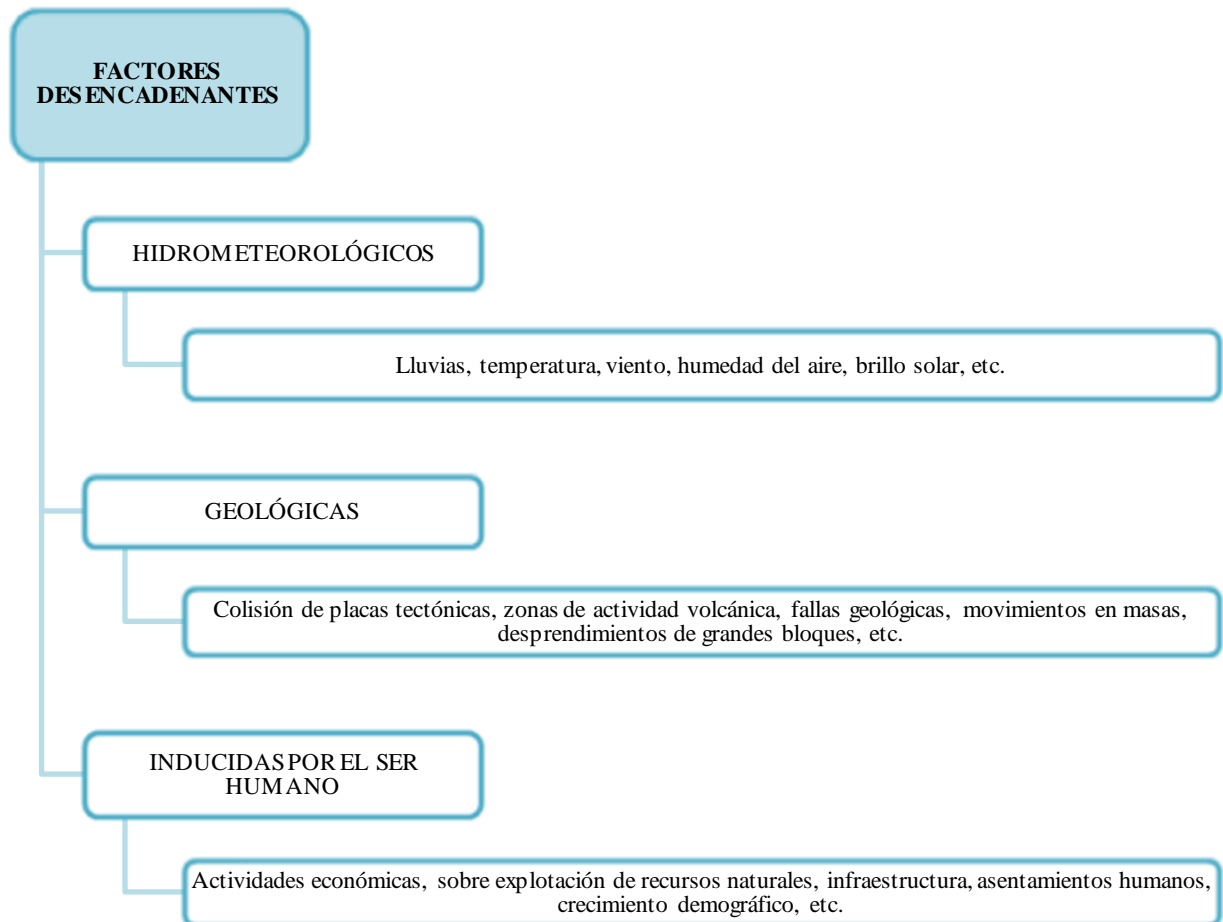 FACTORES
DESENCADENANTES
HIDROMETEOROLÓGICOS
Lluvias, temperatura, viento, humedad del aire, brillo solar, etc.
GEOLÓGICAS
Colisión de placas tectónicas, zonas de actividad volcánica, fallas geológicas, movimientos en masas,
desprendimientos de grandes bloques, etc.
INDUCIDAS POR EL SER
HUMANO
Actividades económicas, sobre explotación de recursos naturales, infraestructura, asentamientos humanos,
crecimiento demográfico, etc.